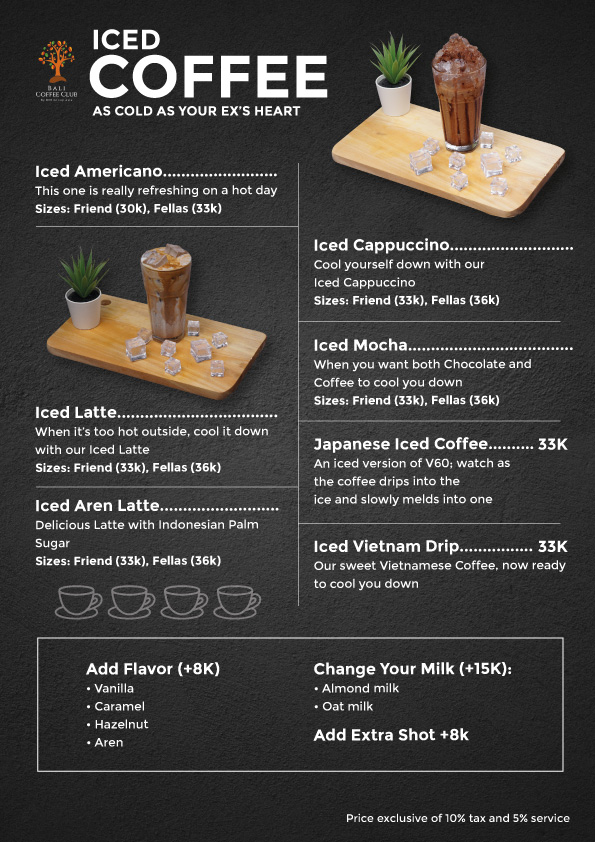 ICED
COFFEE
AS COLD AS YOUR EX'S HEART
BALI
COFFEE CLUB
Iced Americano........................
This one is really refreshing on a hot day
Sizes: Friend (30k), Fellas (33k)
Iced Latte..................................
When it's too hot outside, cool it down
with our Iced Latte
Sizes: Friend (33k), Fellas (36k)
Iced Aren Latte.........................
Delicious Latte with Indonesian Palm
Sugar
Sizes: Friend (33k), Fellas (36k)
Iced Cappuccino...........................
Cool yourself down with our
Iced Cappuccino
Sizes: Friend (33k), Fellas (36k)
Iced Mocha...................................
When you want both Chocolate and
Coffee to cool you down
Sizes: Friend (33k), Fellas (36k)
Japanese Iced Coffee.......... 33K
An iced version of V60; watch as
the coffee drips into the
ice and slowly melds into one
Iced Vietnam Drip................ 33K
Our sweet Vietnamese Coffee, now ready
to cool you down
Add Flavor (+8K)
• Vanilla
• Caramel
• Hazelnut
• Aren
Change Your Milk (+15K):
• Almond milk
• Oat milk
Add Extra Shot +8k
Price exclusive of 10% tax and 5% service